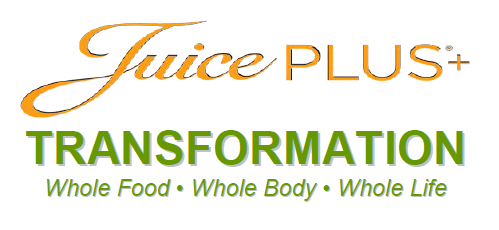 Juice PLUS®+
TRANSFORMATION
Whole Food • Whole Body • Whole Life